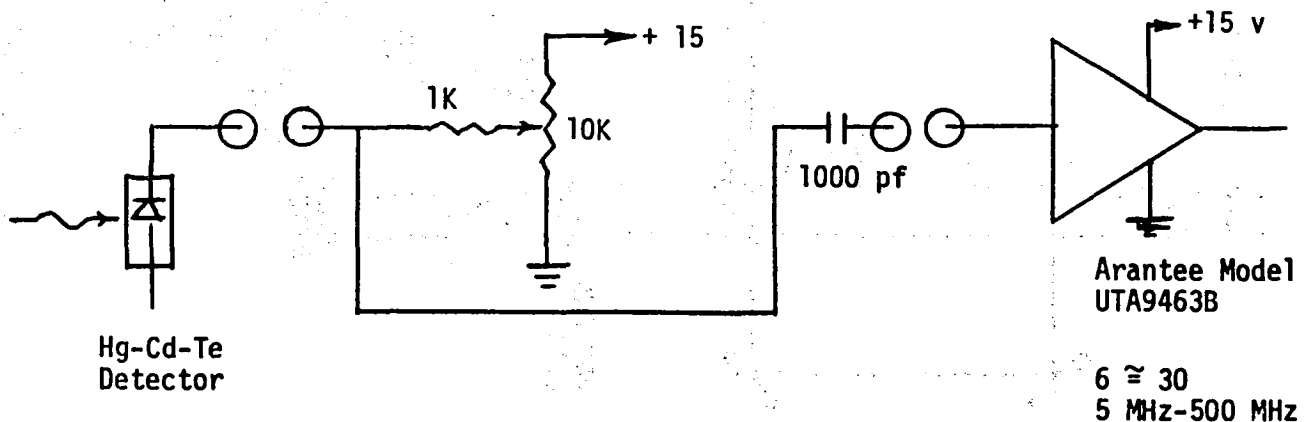 + 15
+15 v
1K
10K
1000 pf
Hg-Cd-Te
Detector
Arantee Model
UTA9463B
6 ≅ 30
5 MHz-500 MHz